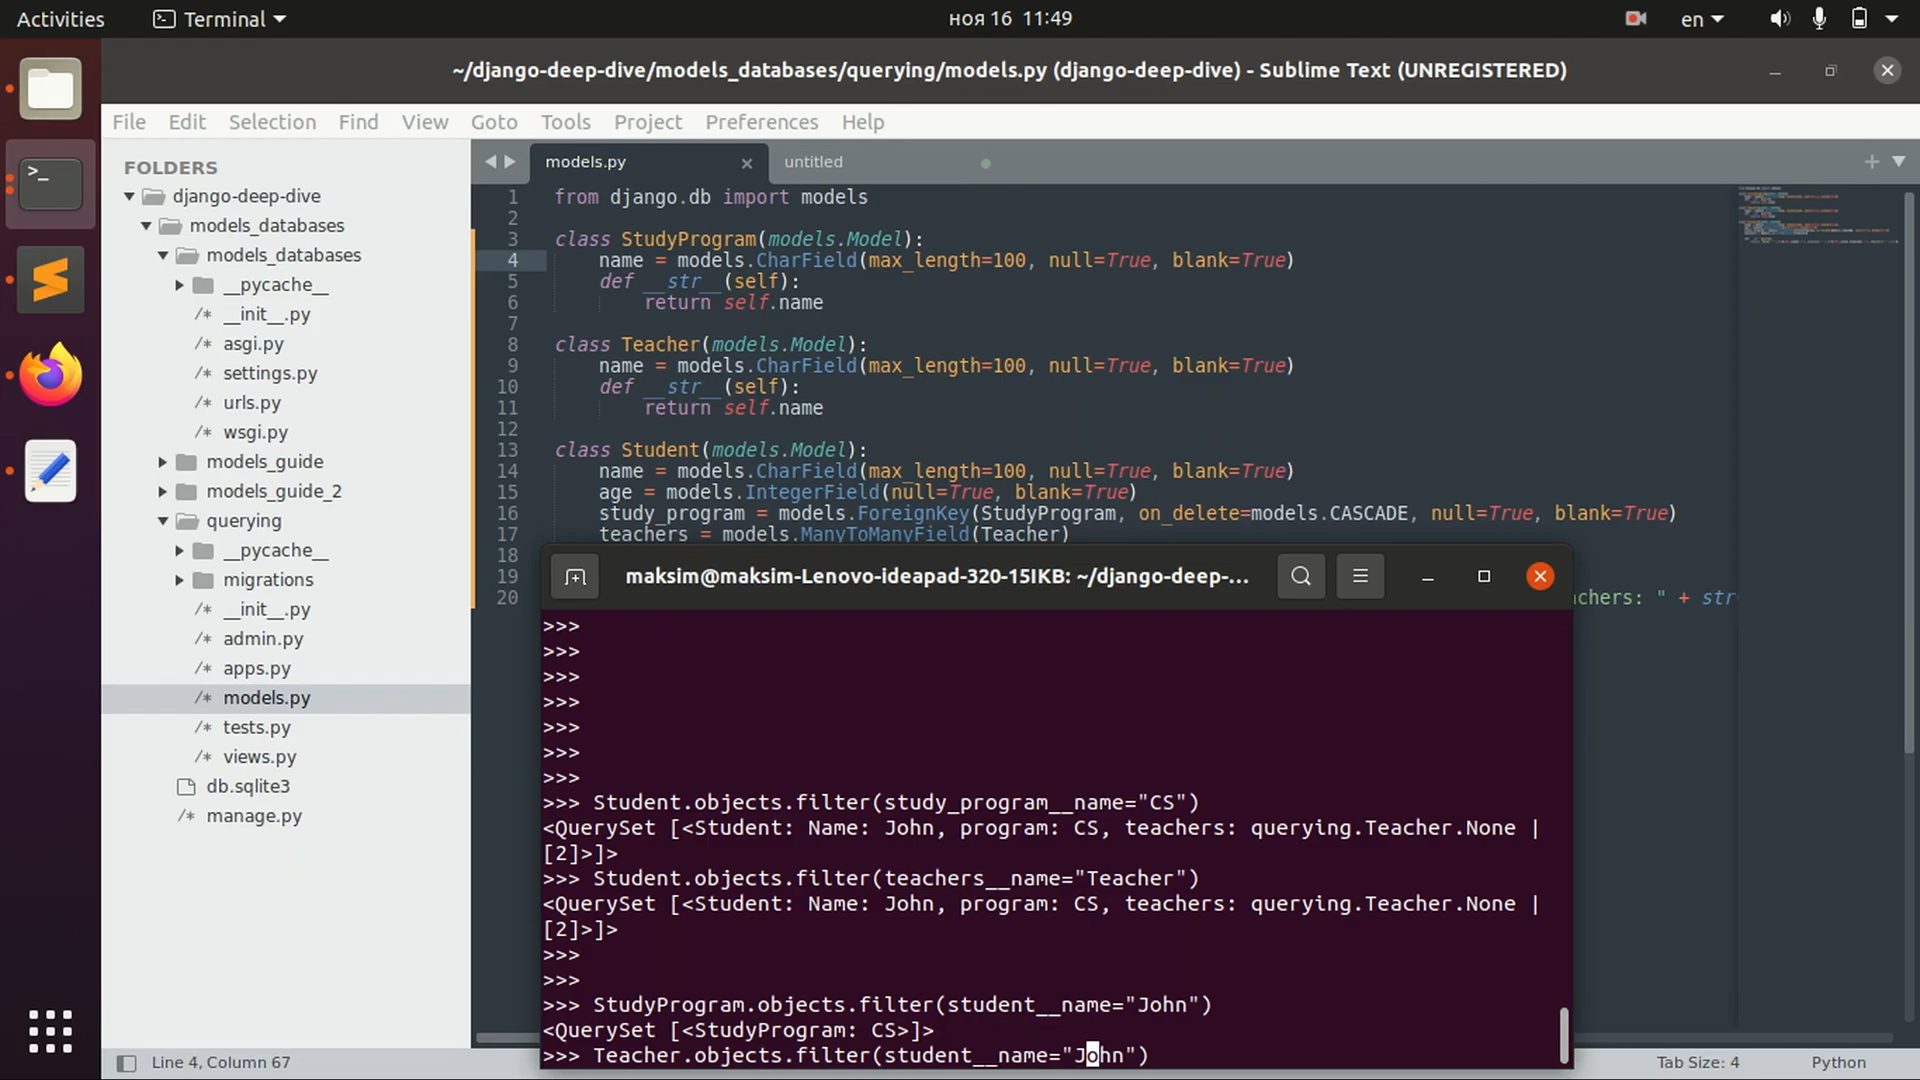 Activities
Terminal
ноя 16 11:49
en
~/django-deep-dive/models_databases/querying/models.py (django-deep-dive) - Sublime Text (UNREGISTERED)
File Edit Selection Find View Goto Tools Project Preferences Help
FOLDERS
django-deep-dive
models_databases
models_databases
__pycache__
/* __init__.py
/* asgi.py
/* settings.py
/* urls.py
/* wsgi.py
models_guide
models_guide_2
querying
__pycache__
migrations
/* __init__.py
/* admin.py
/* apps.py
/* models.py
/* tests.py
/* views.py
db.sqlite3
/* manage.py
models.py
untitled
1 from django.db import models
2
3 class StudyProgram(models.Model):
4 name = models.CharField(max_length=100, null=True, blank=True)
5 def __str__(self):
6 return self.name
7
8 class Teacher(models.Model):
9 name = models.CharField(max_length=100, null=True, blank=True)
10 def __str__(self):
11 return self.name
12
13 class Student(models.Model):
14 name = models.CharField(max_length=100, null=True, blank=True)
15 age = models.IntegerField(null=True, blank=True)
16 study_program = models.ForeignKey(StudyProgram, on_delete=models.CASCADE, null=True, blank=True)
17 teachers = models.ManyToManyField(Teacher)
18
19
20 chers: " + str
maksim@maksim-Lenovo-ideapad-320-15IKB: ~/django-deep-...
>>>
>>>
>>>
>>>
>>>
>>>
>>>
>>> Student.objects.filter(study_program__name="CS")
<QuerySet [<Student: Name: John, program: CS, teachers: querying.Teacher.None |
[2]>]>
>>> Student.objects.filter(teachers__name="Teacher")
<QuerySet [<Student: Name: John, program: CS, teachers: querying.Teacher.None |
[2]>]>
>>>
>>>
>>> StudyProgram.objects.filter(student__name="John")
<QuerySet [<StudyProgram: CS>]>
>>> Teacher.objects.filter(student__name="John")
Line 4, Column 67
Tab Size: 4
Python